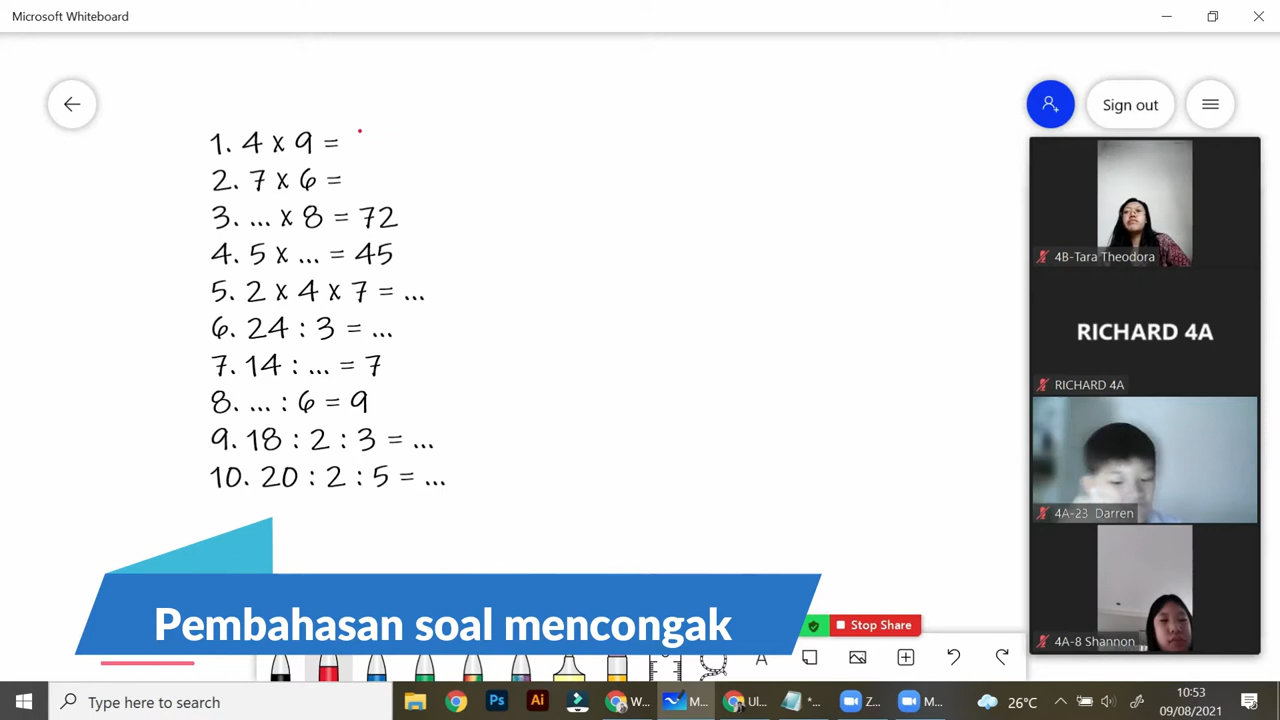 Microsoft Whiteboard
Sign out
1. 4 x 9 =
2. 7 x 6 =
3. ... x 8 = 72
4. 5 x ... = 45
5. 2 x 4 x 7 = ...
6. 24 : 3 = ...
7. 14 : ... = 7
8. ... : 6 = 9
9. 18 : 2 : 3 = ...
10. 20 : 2 : 5 = ...
4B-Tara Theodora
RICHARD 4A
RICHARD 4A
4A-23 Darren
4A-8 Shannon
Pembahasan soal mencongak
Stop Share
A
Type here to search
Ps
Ai
W...
M...
Ul...
*...
Z...
M...
26°C
10:53
09/08/2021